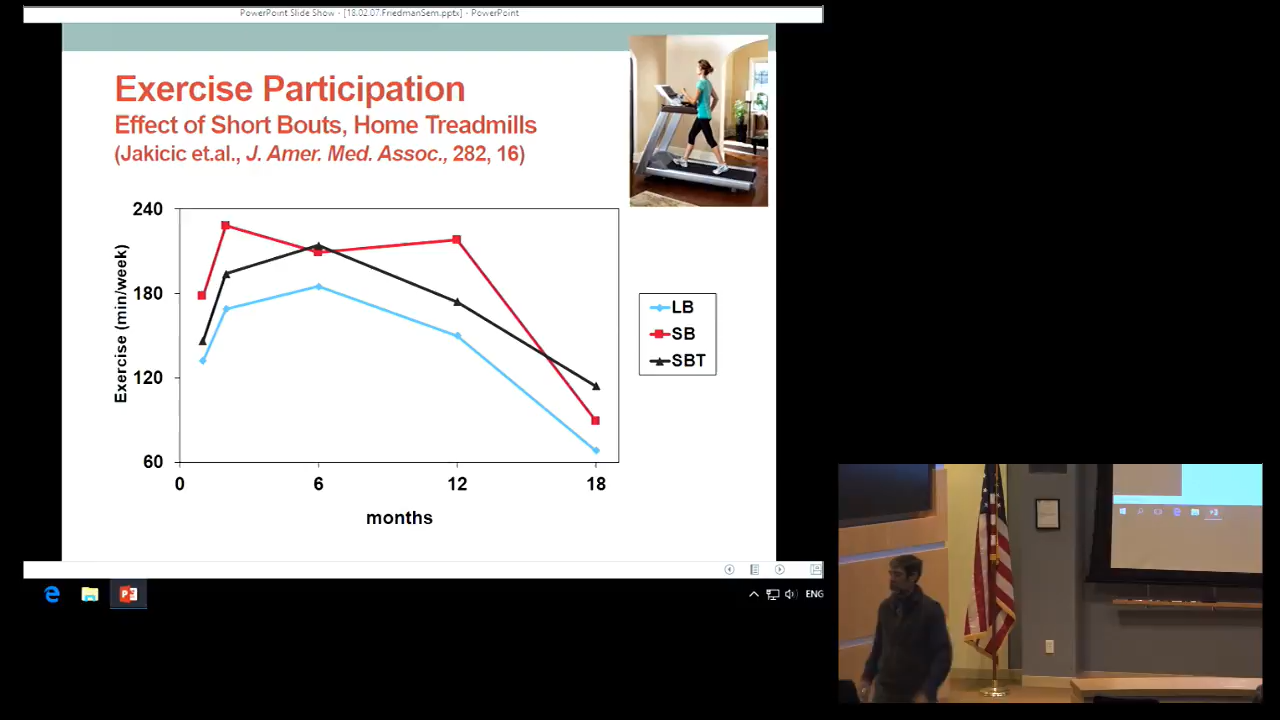 PowerPoint Slide Show - [18.02.07.FriedmanSem.pptx] - PowerPoint
Exercise Participation
Effect of Short Bouts, Home Treadmills
(Jakicic et.al., J. Amer. Med. Assoc., 282, 16)
240
180
120
60
Exercise (min/week)
0 6 12 18
months
LB
SB
SBT
ENG